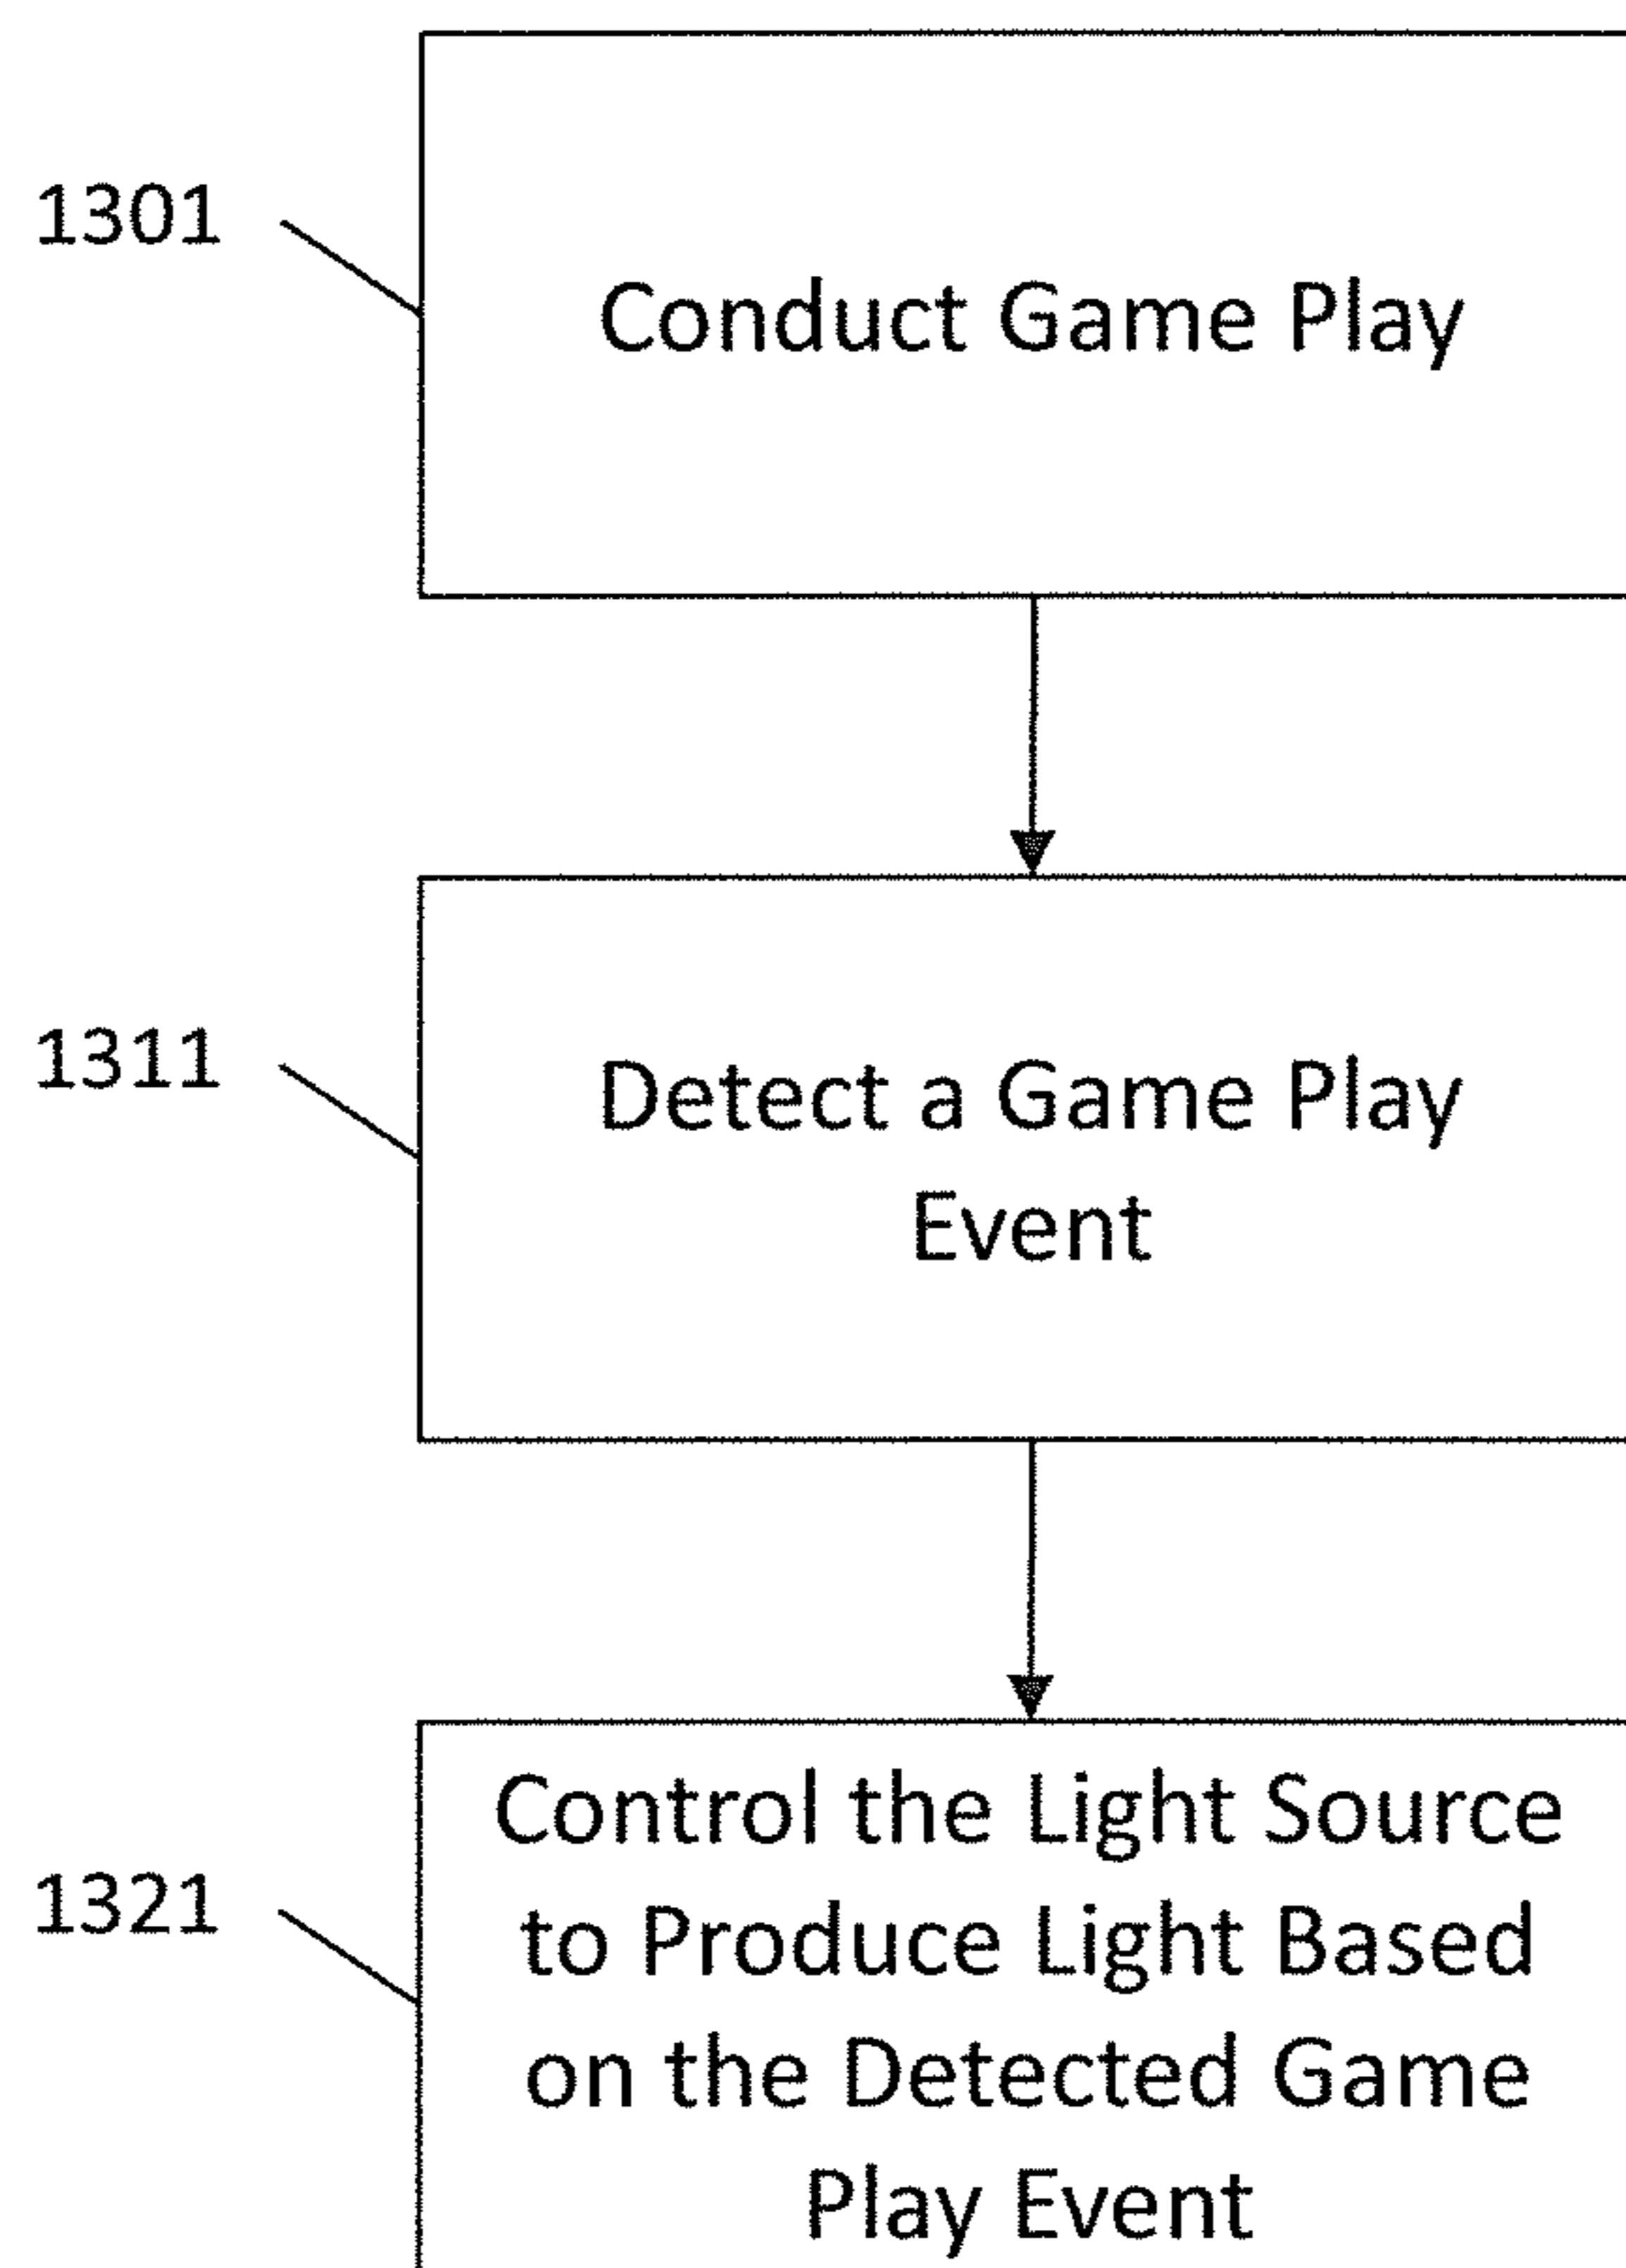 1301
Conduct Game Play
1311
Detect a Game Play
Event
1321
Control the Light Source
to Produce Light Based
on the Detected Game
Play Event